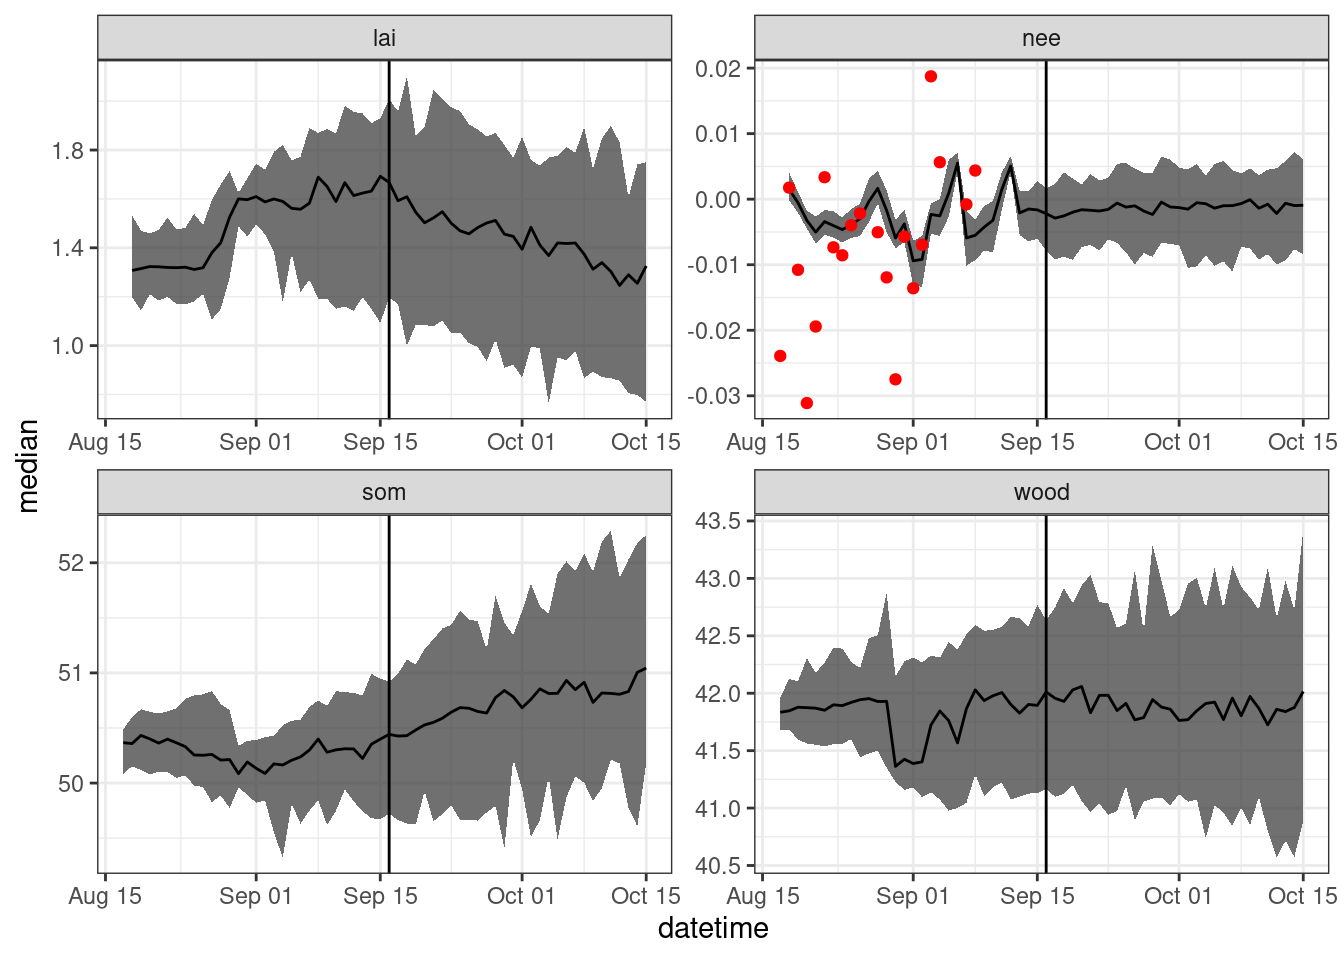 lai
nee
1.8
1.4
1.0
0.02
0.01
0.00
-0.01
-0.02
-0.03
Aug 15 Sep 01 Sep 15 Oct 01 Oct 15
Aug 15 Sep 01 Sep 15 Oct 01 Oct 15
median
som
wood
52
51
50
43.5
43.0
42.5
42.0
41.5
41.0
40.5
Aug 15 Sep 01 Sep 15 Oct 01 Oct 15
Aug 15 Sep 01 Sep 15 Oct 01 Oct 15
datetime